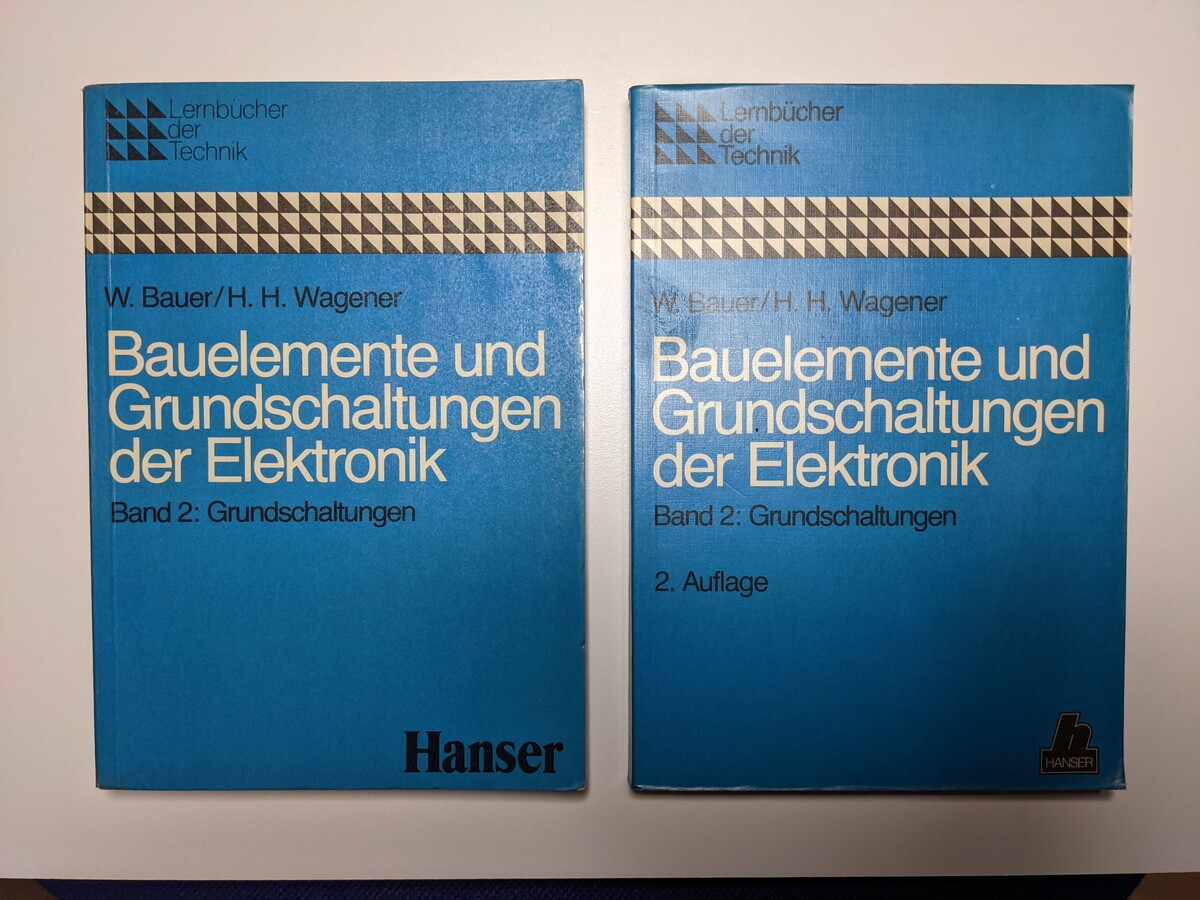 Lernbücher
der
Technik
W. Bauer/H. H. Wagener
Bauelemente und
Grundschaltungen
der Elektronik
Band 2: Grundschaltungen
Hanser
Lernbücher
der
Technik
W. Bauer/H. H. Wagener
Bauelemente und
Grundschaltungen
der Elektronik
Band 2: Grundschaltungen
2. Auflage
h
HANSER